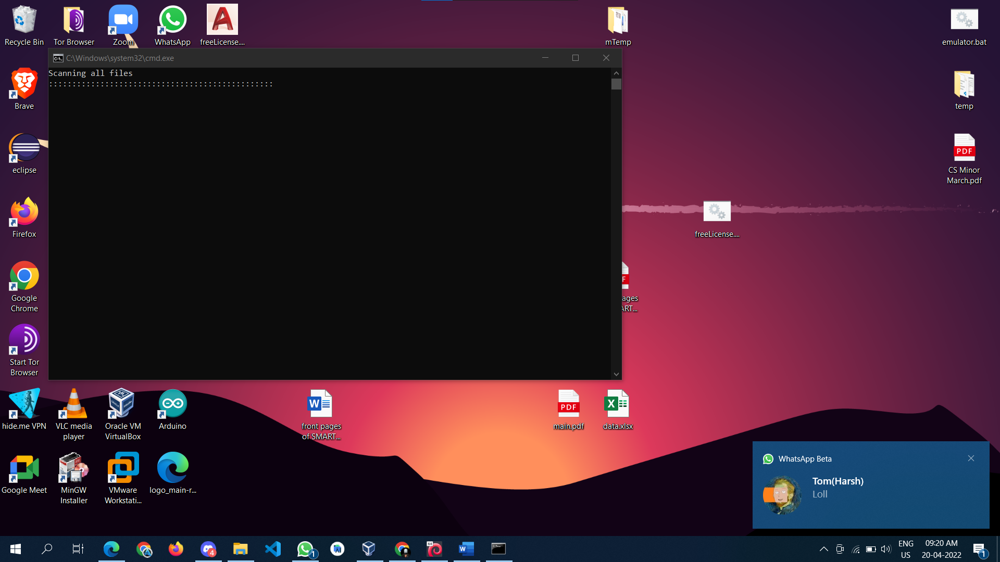 Recycle Bin
Tor Browser
Zoom
WhatsApp
freeLicense....
mTemp
emulator.bat
C:\Windows\system32\cmd.exe
Scanning all files
::::::::::::::::::::::::::::::::::::::::::::::::
Brave
temp
eclipse
PDF
CS Minor
March.pdf
Firefox
freeLicense....
Google
Chrome
F
ages
ART...
Start Tor
Browser
hide.me VPN
VLC media
player
Oracle VM
VirtualBox
Arduino
W
front pages
of SMART...
PDF
main.pdf
X
data.xlsx
Google Meet
MinGW
Installer
VMware
Workstati...
logo_main-r...
WhatsApp Beta
Tom(Harsh)
Loll
4
1
64
W
ENG
US
09:20 AM
20-04-2022
1